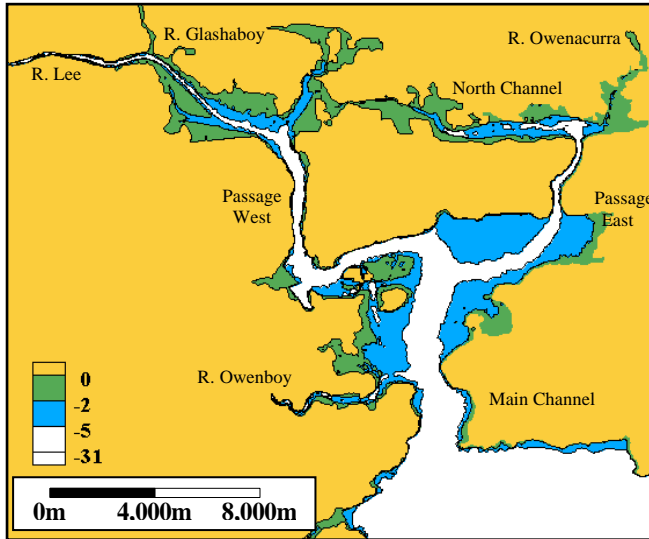 R. Glashaboy
R. Owenacurra
R. Lee
North Channel
Passage
West
Passage
East
R. Owenboy
Main Channel
0
-2
-5
-31
0m
4.000m
8.000m